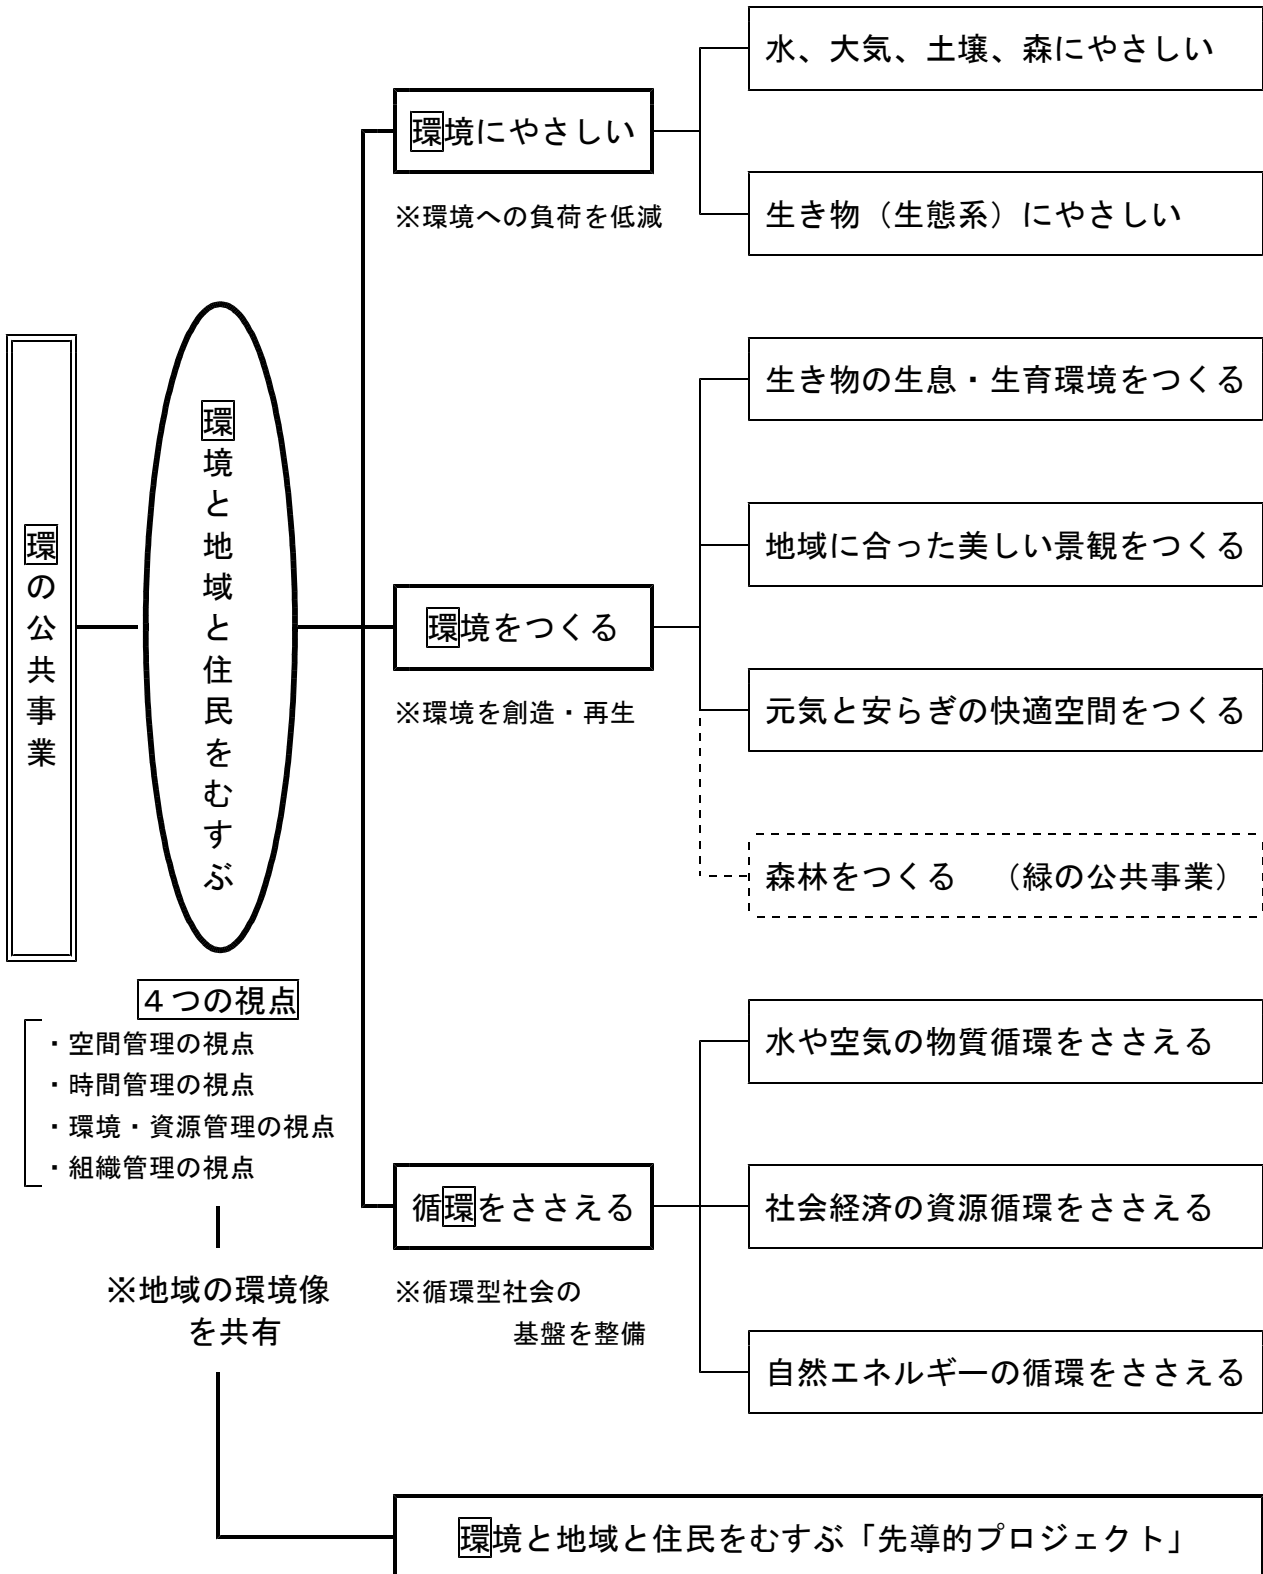 環の公共事業
環境と地域と住民をむすぶ
４つの視点
・空間管理の視点
・時間管理の視点
・環境・資源管理の視点
・組織管理の視点
※地域の環境像
を共有
環境にやさしい
※環境への負荷を低減
水、大気、土壌、森にやさしい
生き物（生態系）にやさしい
環境をつくる
※環境を創造・再生
生き物の生息・生育環境をつくる
地域に合った美しい景観をつくる
元気と安らぎの快適空間をつくる
森林をつくる　（緑の公共事業）
循環をささえる
※循環型社会の
基盤を整備
水や空気の物質循環をささえる
社会経済の資源循環をささえる
自然エネルギーの循環をささえる
環境と地域と住民をむすぶ「先導的プロジェクト」